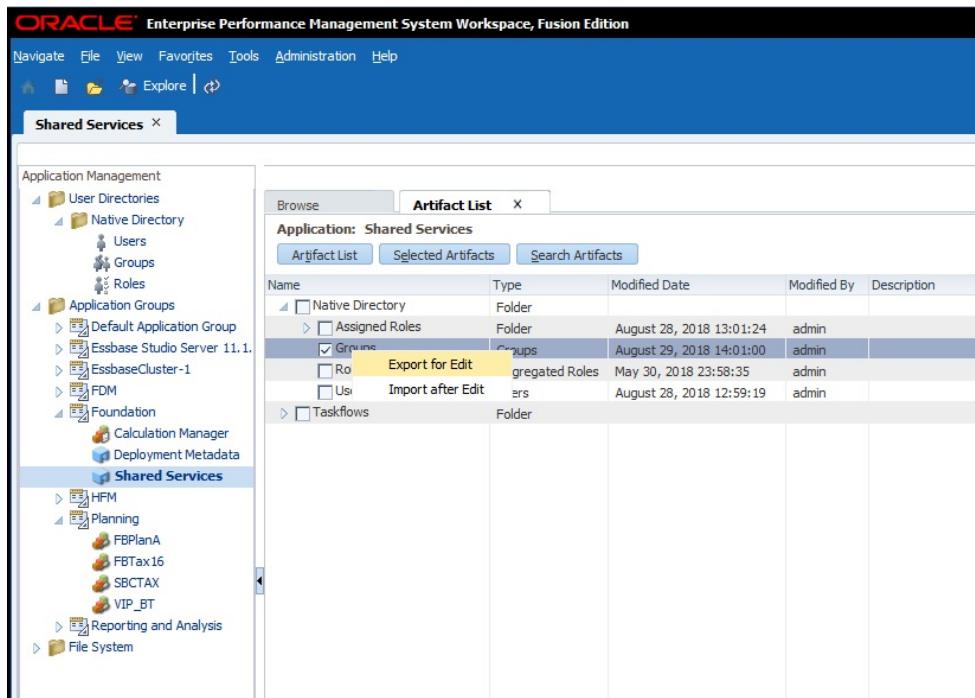 ORACLE Enterprise Performance Management System Workspace, Fusion Edition
Navigate File View Favorites Tools Administration Help
Explore
Shared Services ×
Application Management
User Directories
Native Directory
Users
Groups
Roles
Application Groups
Default Application Group
Essbase Studio Server 11.1.
EssbaseCluster-1
FDM
Foundation
Calculation Manager
Deployment Metadata
Shared Services
HFM
Planning
FBPlanA
FBTax16
SBCTAX
VIP_BT
Reporting and Analysis
File System
Browse Artifact List X
Application: Shared Services
Artifact List Selected Artifacts Search Artifacts
Name Type Modified Date Modified By Description
Native Directory Folder
Assigned Roles Folder August 28, 2018 13:01:24 admin
Groups Groups August 29, 2018 14:01:00 admin
Ro gregated Roles May 30, 2018 23:58:35 admin
Us ers August 28, 2018 12:59:19 admin
Taskflows Folder
Export for Edit
Import after Edit